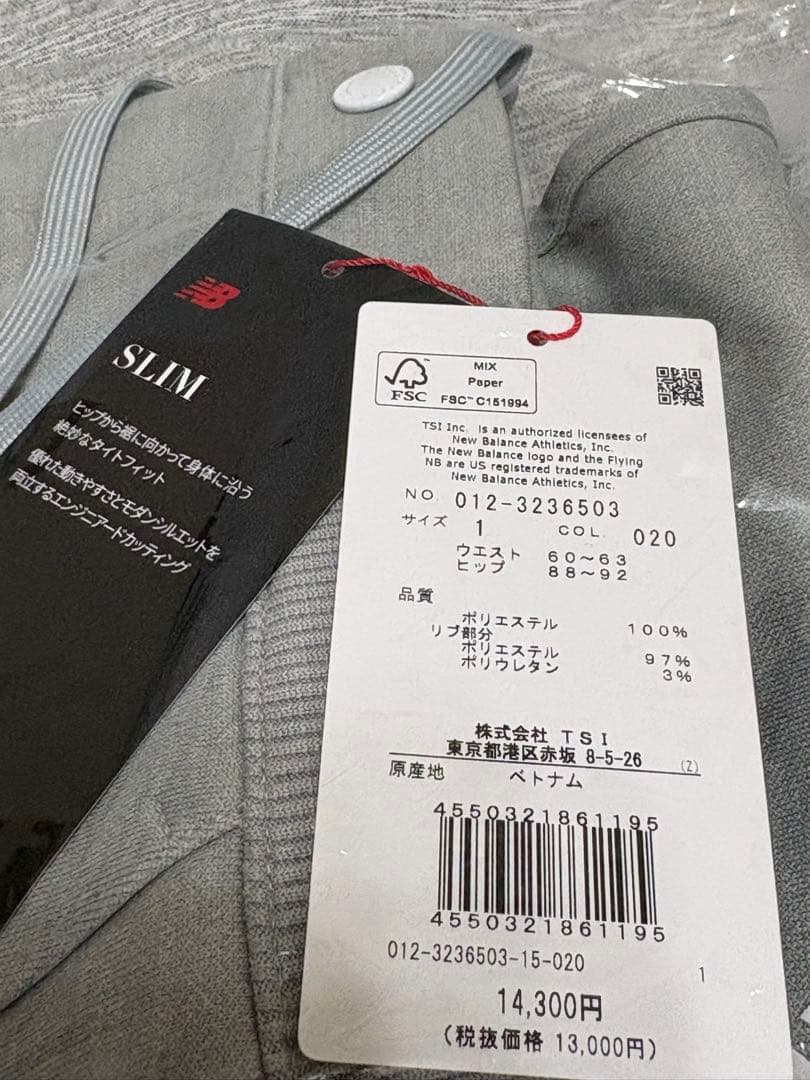 NB
SLIM
ヒップから裾に向かって身体に沿う
絶妙なタイトフィット
優れた動きやすさとモダンシルエットを
両立するエンジニアードカッティング
FSC
MIX
Paper
FSC™ C151994
TSI Inc. is an authorized licensees of
New Balance Athletics, Inc.
The New Balance logo and the Flying
NB are US registered trademarks of
New Balance Athletics, Inc.
NO. 012-3236503
サイズ 1 COL. 020
ウエスト 60～63
ヒップ 88～92
品質
ポリエステル 100%
リブ部分
ポリエステル 97%
ポリウレタン 3%
株式会社 TSI
東京都港区赤坂 8-5-26 (Z)
原産地 ベトナム
4550321861195
4550321861195
012-3236503-15-020 1
14,300円
(税抜価格 13,000円)